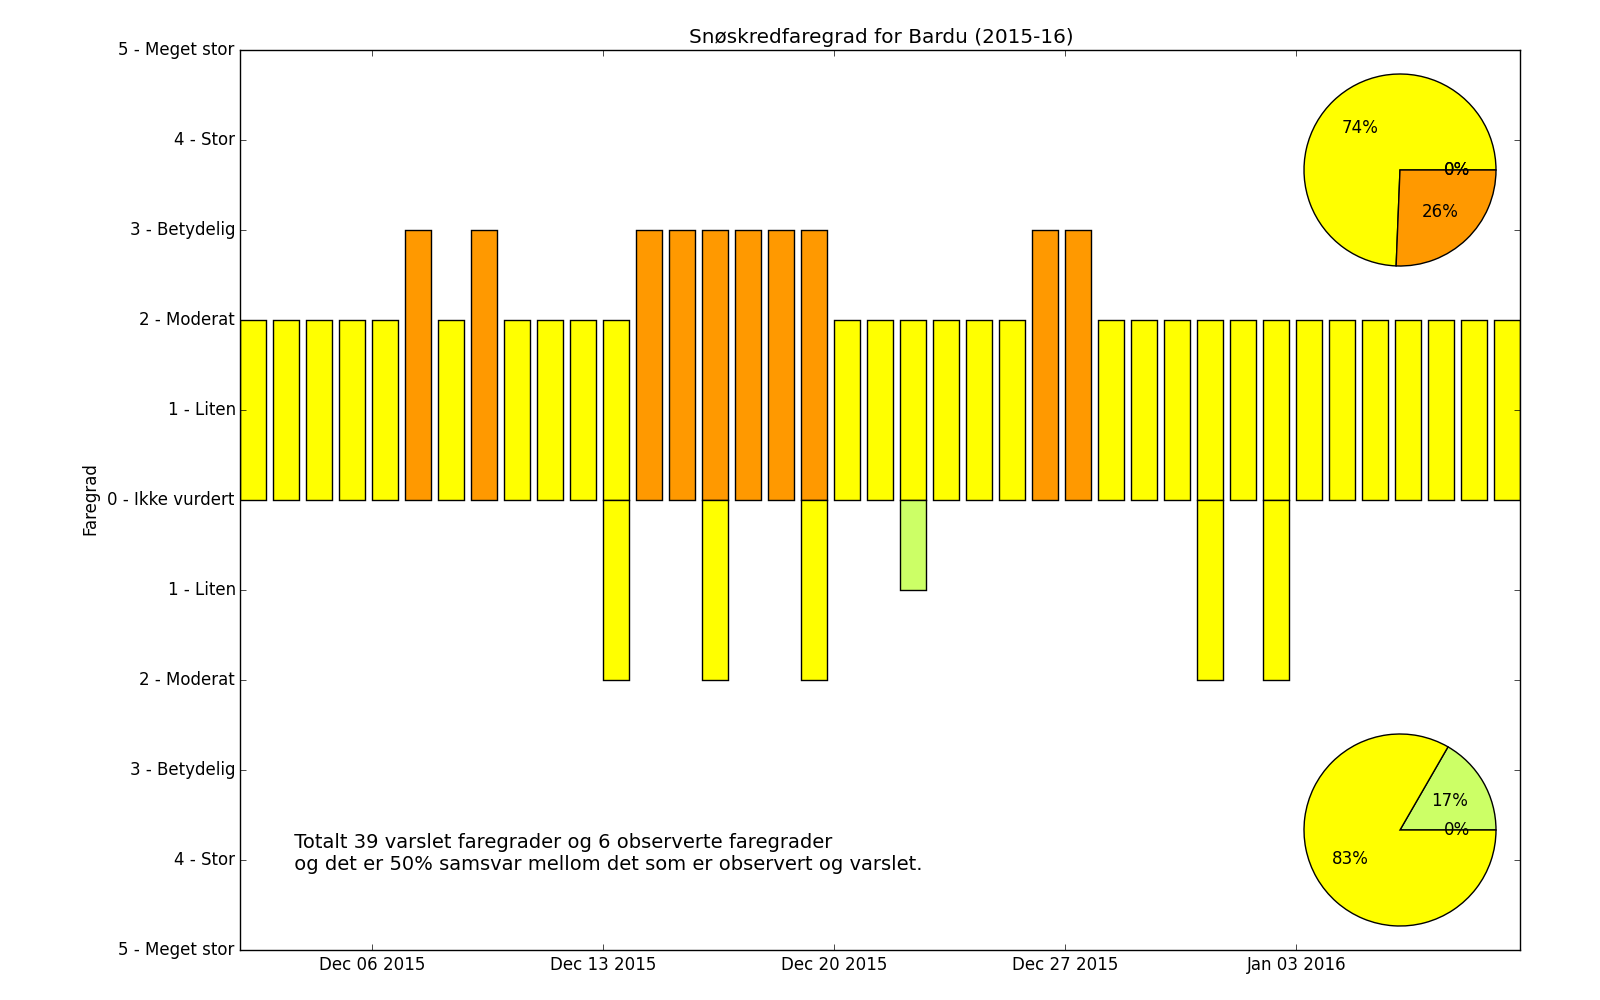 Snøskredfaregrad for Bardu (2015-16)
5 - Meget stor
4 - Stor
3 - Betydelig
2 - Moderat
1 - Liten
0 - Ikke vurdert
1 - Liten
2 - Moderat
3 - Betydelig
4 - Stor
5 - Meget stor
Faregrad
74%
0%
26%
17%
0%
83%
Totalt 39 varslet faregrader og 6 observerte faregrader
og det er 50% samsvar mellom det som er observert og varslet.
Dec 06 2015
Dec 13 2015
Dec 20 2015
Dec 27 2015
Jan 03 2016